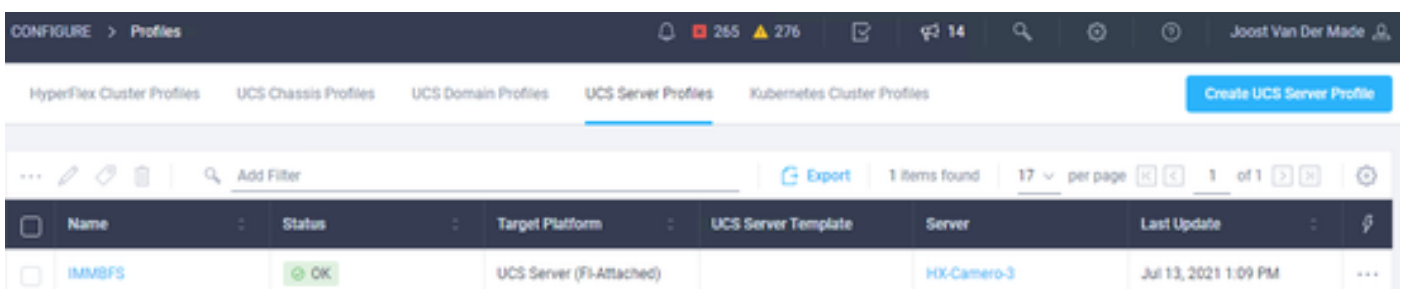 CONFIGURE > Profiles 265 276 14 Joost Van Der Made
HyperFlex Cluster Profiles UCS Chassis Profiles UCS Domain Profiles UCS Server Profiles Kubernetes Cluster Profiles Create UCS Server Profile
... Add Filter Export 1 items found 17 per page 1 of 1
Name Status Target Platform UCS Server Template Server Last Update
IMMBFS OK UCS Server (FI-Attached) HX-Camero-3 Jul 13, 2021 1:09 PM ...